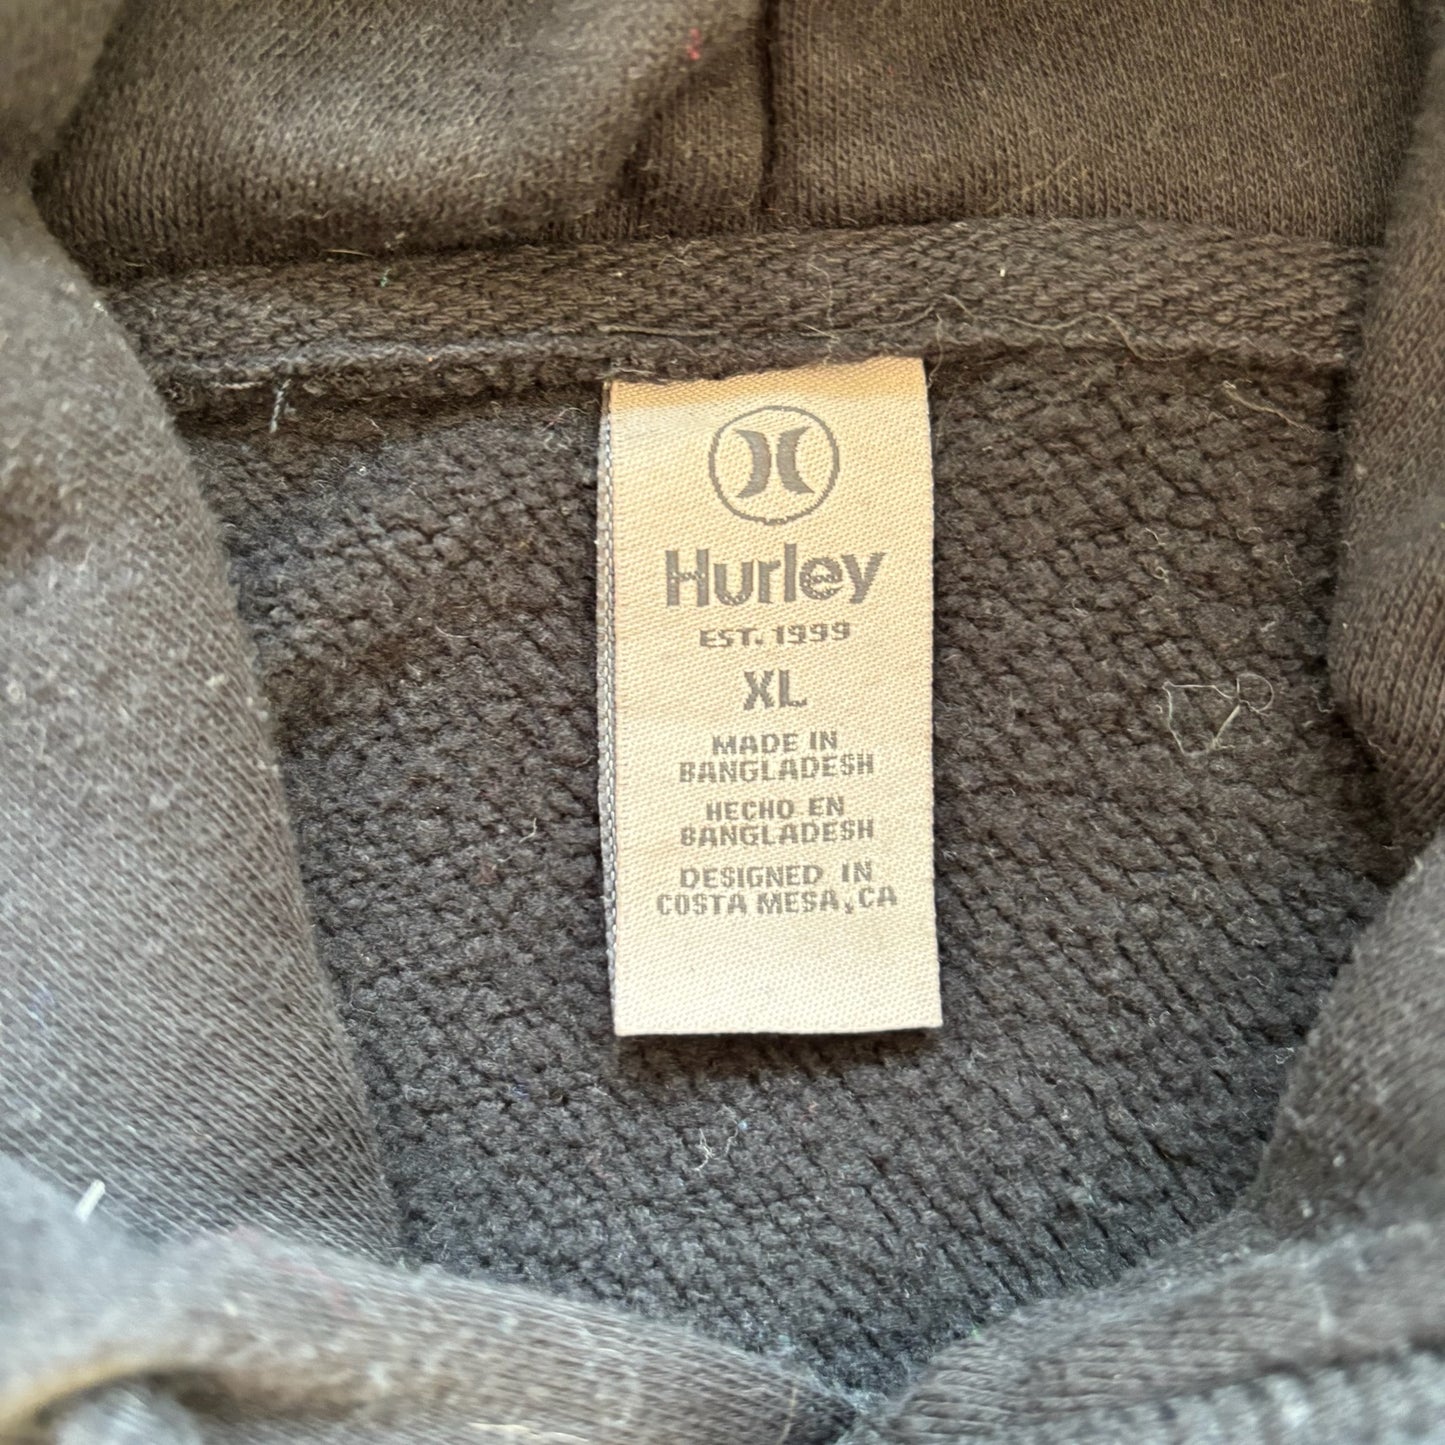 Hurley
EST. 1999
XL
MADE IN
BANGLADESH
HECHO EN
BANGLADESH
DESIGNED IN
COSTA MESA, CA